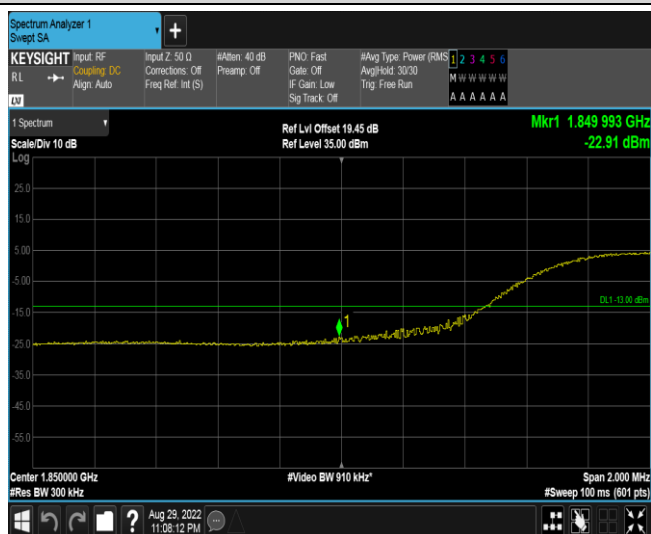 Spectrum Analyzer 1
Swept SA
+
KEYSIGHT
RL
LXI
Input: RF
Coupling: DC
Align: Auto
Input Z: 50 Ω
Corrections: Off
Freq Ref: Int (S)
#Atten: 40 dB
Preamp: Off
PNO: Fast
Gate: Off
IF Gain: Low
Sig Track: Off
#Avg Type: Power (RMS
Avg|Hold: 30/30
Trig: Free Run
1 2 3 4 5 6
M W W W W W
A A A A A A
1 Spectrum
Scale/Div 10 dB
Ref Lvl Offset 19.45 dB
Ref Level 35.00 dBm
Mkr1 1.849 993 GHz
-22.91 dBm
Log
25.0
15.0
5.00
-5.00
DL1 -13.00 dBm
-15.0
1
-25.0
-35.0
-45.0
-55.0
Center 1.850000 GHz
#Video BW 910 kHz*
Span 2.000 MHz
#Res BW 300 kHz
#Sweep 100 ms (601 pts)
?
Aug 29, 2022
11:08:12 PM